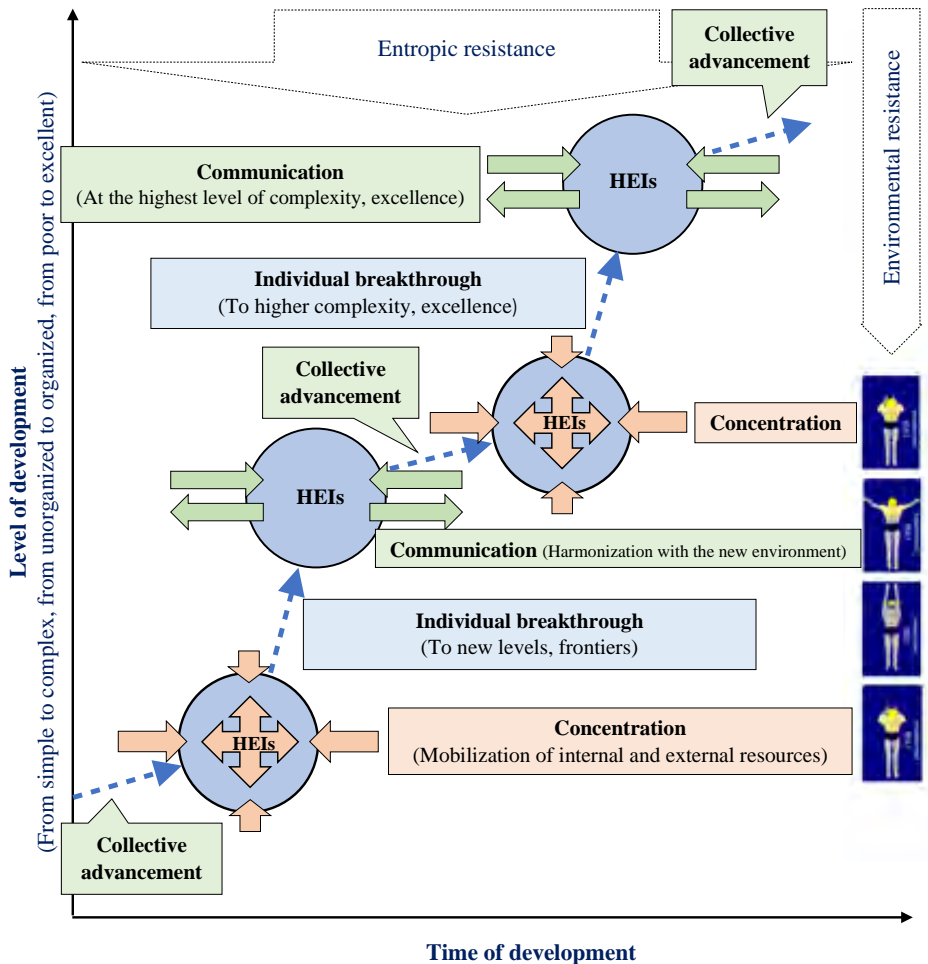 Entropic resistance
Collective
advancement
Environmental resistance
Communication
(At the highest level of complexity, excellence)
HEIs
Individual breakthrough
(To higher complexity, excellence)
Collective
advancement
HEIs
Concentration
HEIs
Communication (Harmonization with the new environment)
Individual breakthrough
(To new levels, frontiers)
HEIs
Concentration
(Mobilization of internal and external resources)
Collective
advancement
Level of development
(From simple to complex, from unorganized to organized, from poor to excellent)
Time of development